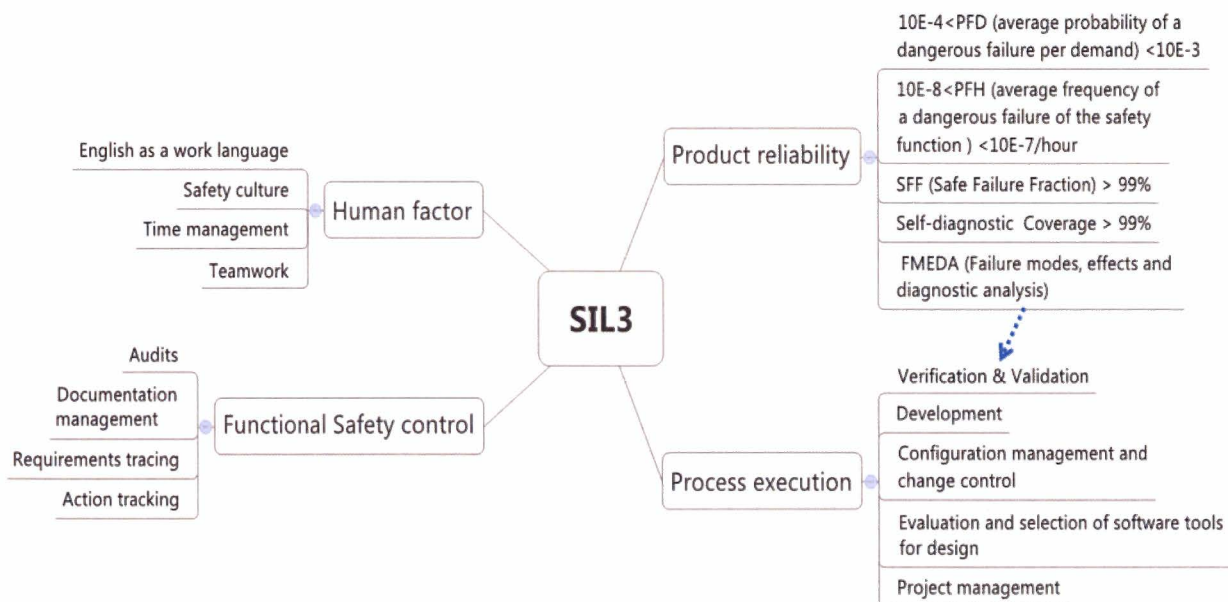 SIL3
Human factor
English as a work language
Safety culture
Time management
Teamwork
Functional Safety control
Audits
Documentation
management
Requirements tracing
Action tracking
Product reliability
10E-4<PFD (average probability of a
dangerous failure per demand) <10E-3
10E-8<PFH (average frequency of
a dangerous failure of the safety
function ) <10E-7/hour
SFF (Safe Failure Fraction) > 99%
Self-diagnostic Coverage > 99%
FMEDA (Failure modes, effects and
diagnostic analysis)
Process execution
Verification & Validation
Development
Configuration management and
change control
Evaluation and selection of software tools
for design
Project management